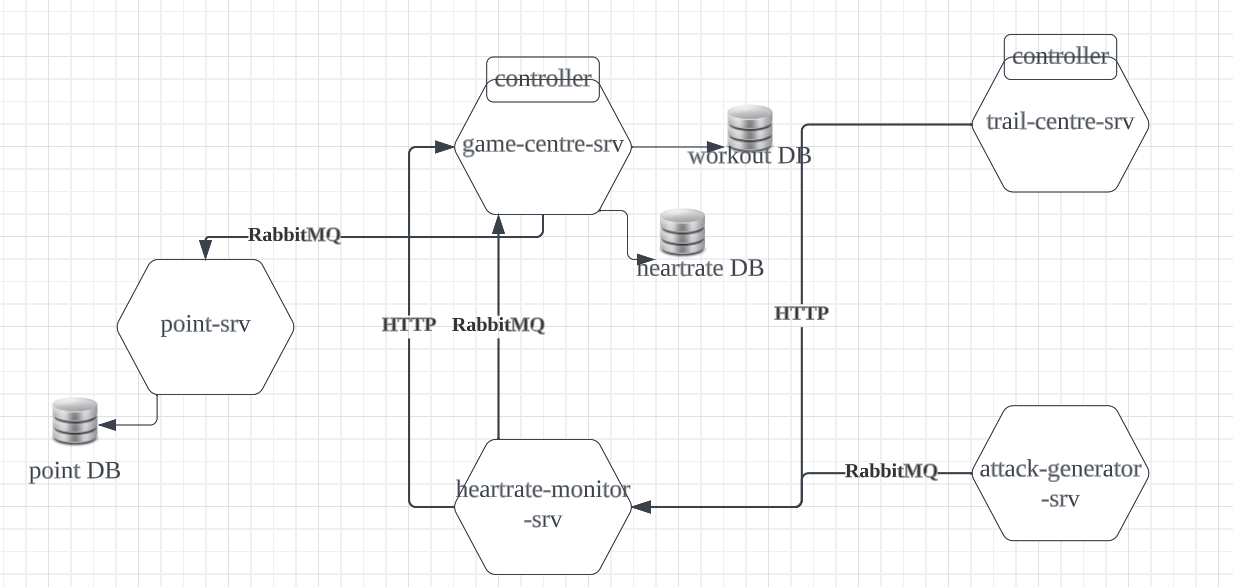 controller
controller
trail-centre-srv
game-centre-srv
workout DB
RabbitMQ
heartrate DB
HTTP
point-srv
HTTP
RabbitMQ
point DB
RabbitMQ
attack-generator
-srv
heartrate-monitor
-srv